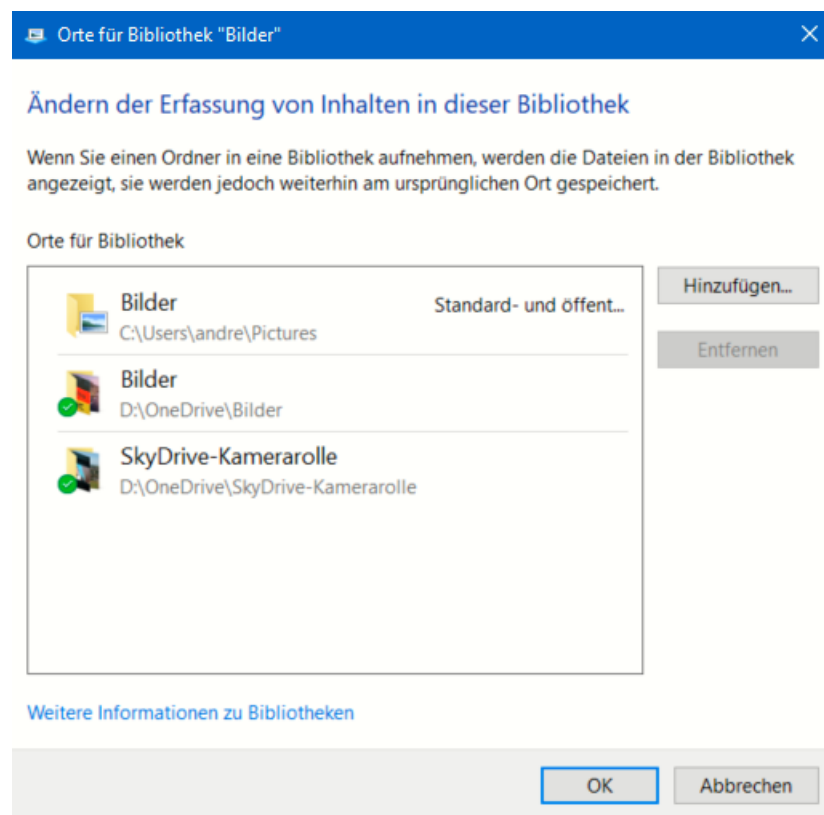 Orte für Bibliothek "Bilder"
Ändern der Erfassung von Inhalten in dieser Bibliothek
Wenn Sie einen Ordner in eine Bibliothek aufnehmen, werden die Dateien in der Bibliothek
angezeigt, sie werden jedoch weiterhin am ursprünglichen Ort gespeichert.
Orte für Bibliothek
Bilder
Standard- und öffent...
C:\Users\andre\Pictures
Bilder
D:\OneDrive\Bilder
SkyDrive-Kamerarolle
D:\OneDrive\SkyDrive-Kamerarolle
Hinzufügen...
Entfernen
Weitere Informationen zu Bibliotheken
OK
Abbrechen